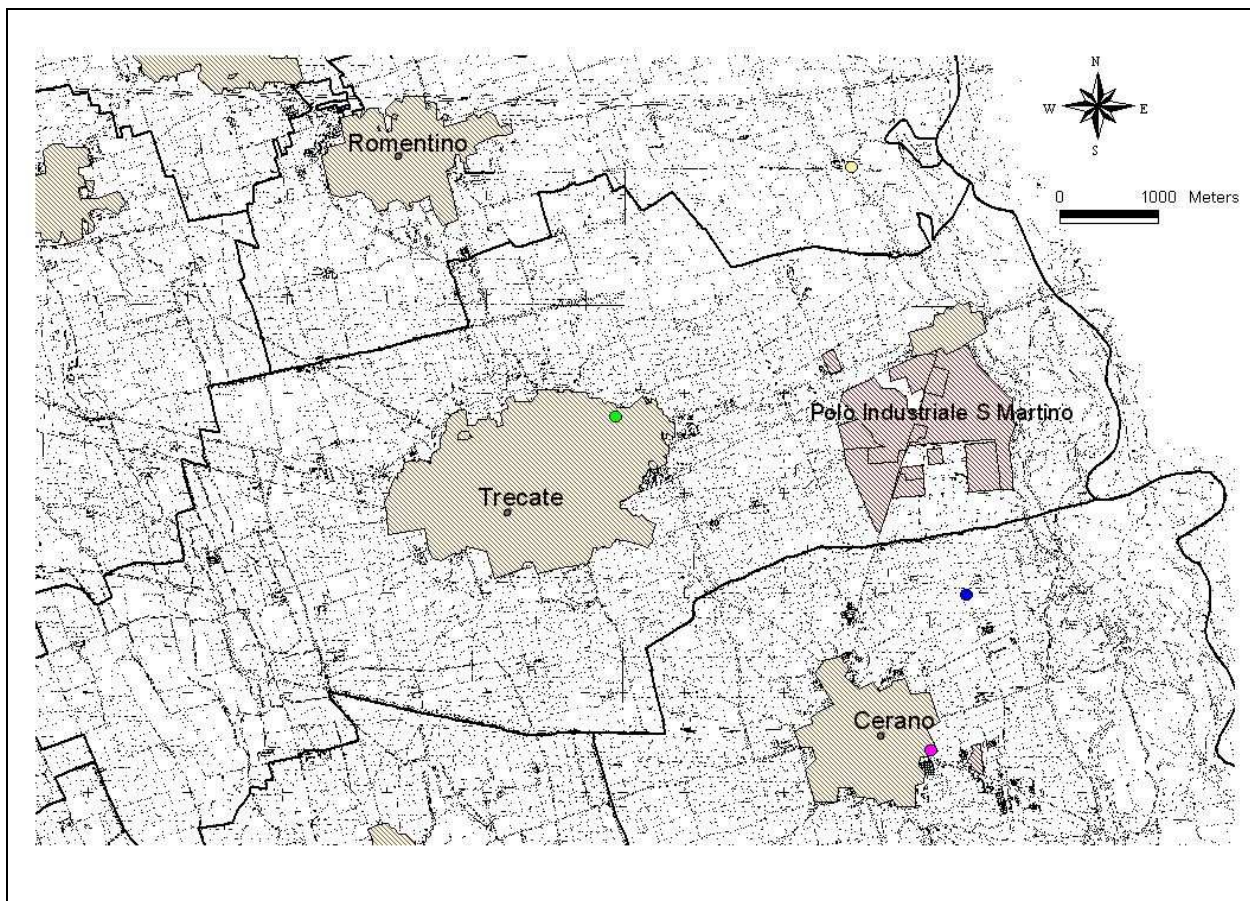 N
W E
S
0 1000 Meters
Romentino
Polo Industriale S Martino
Trecate
Cerano